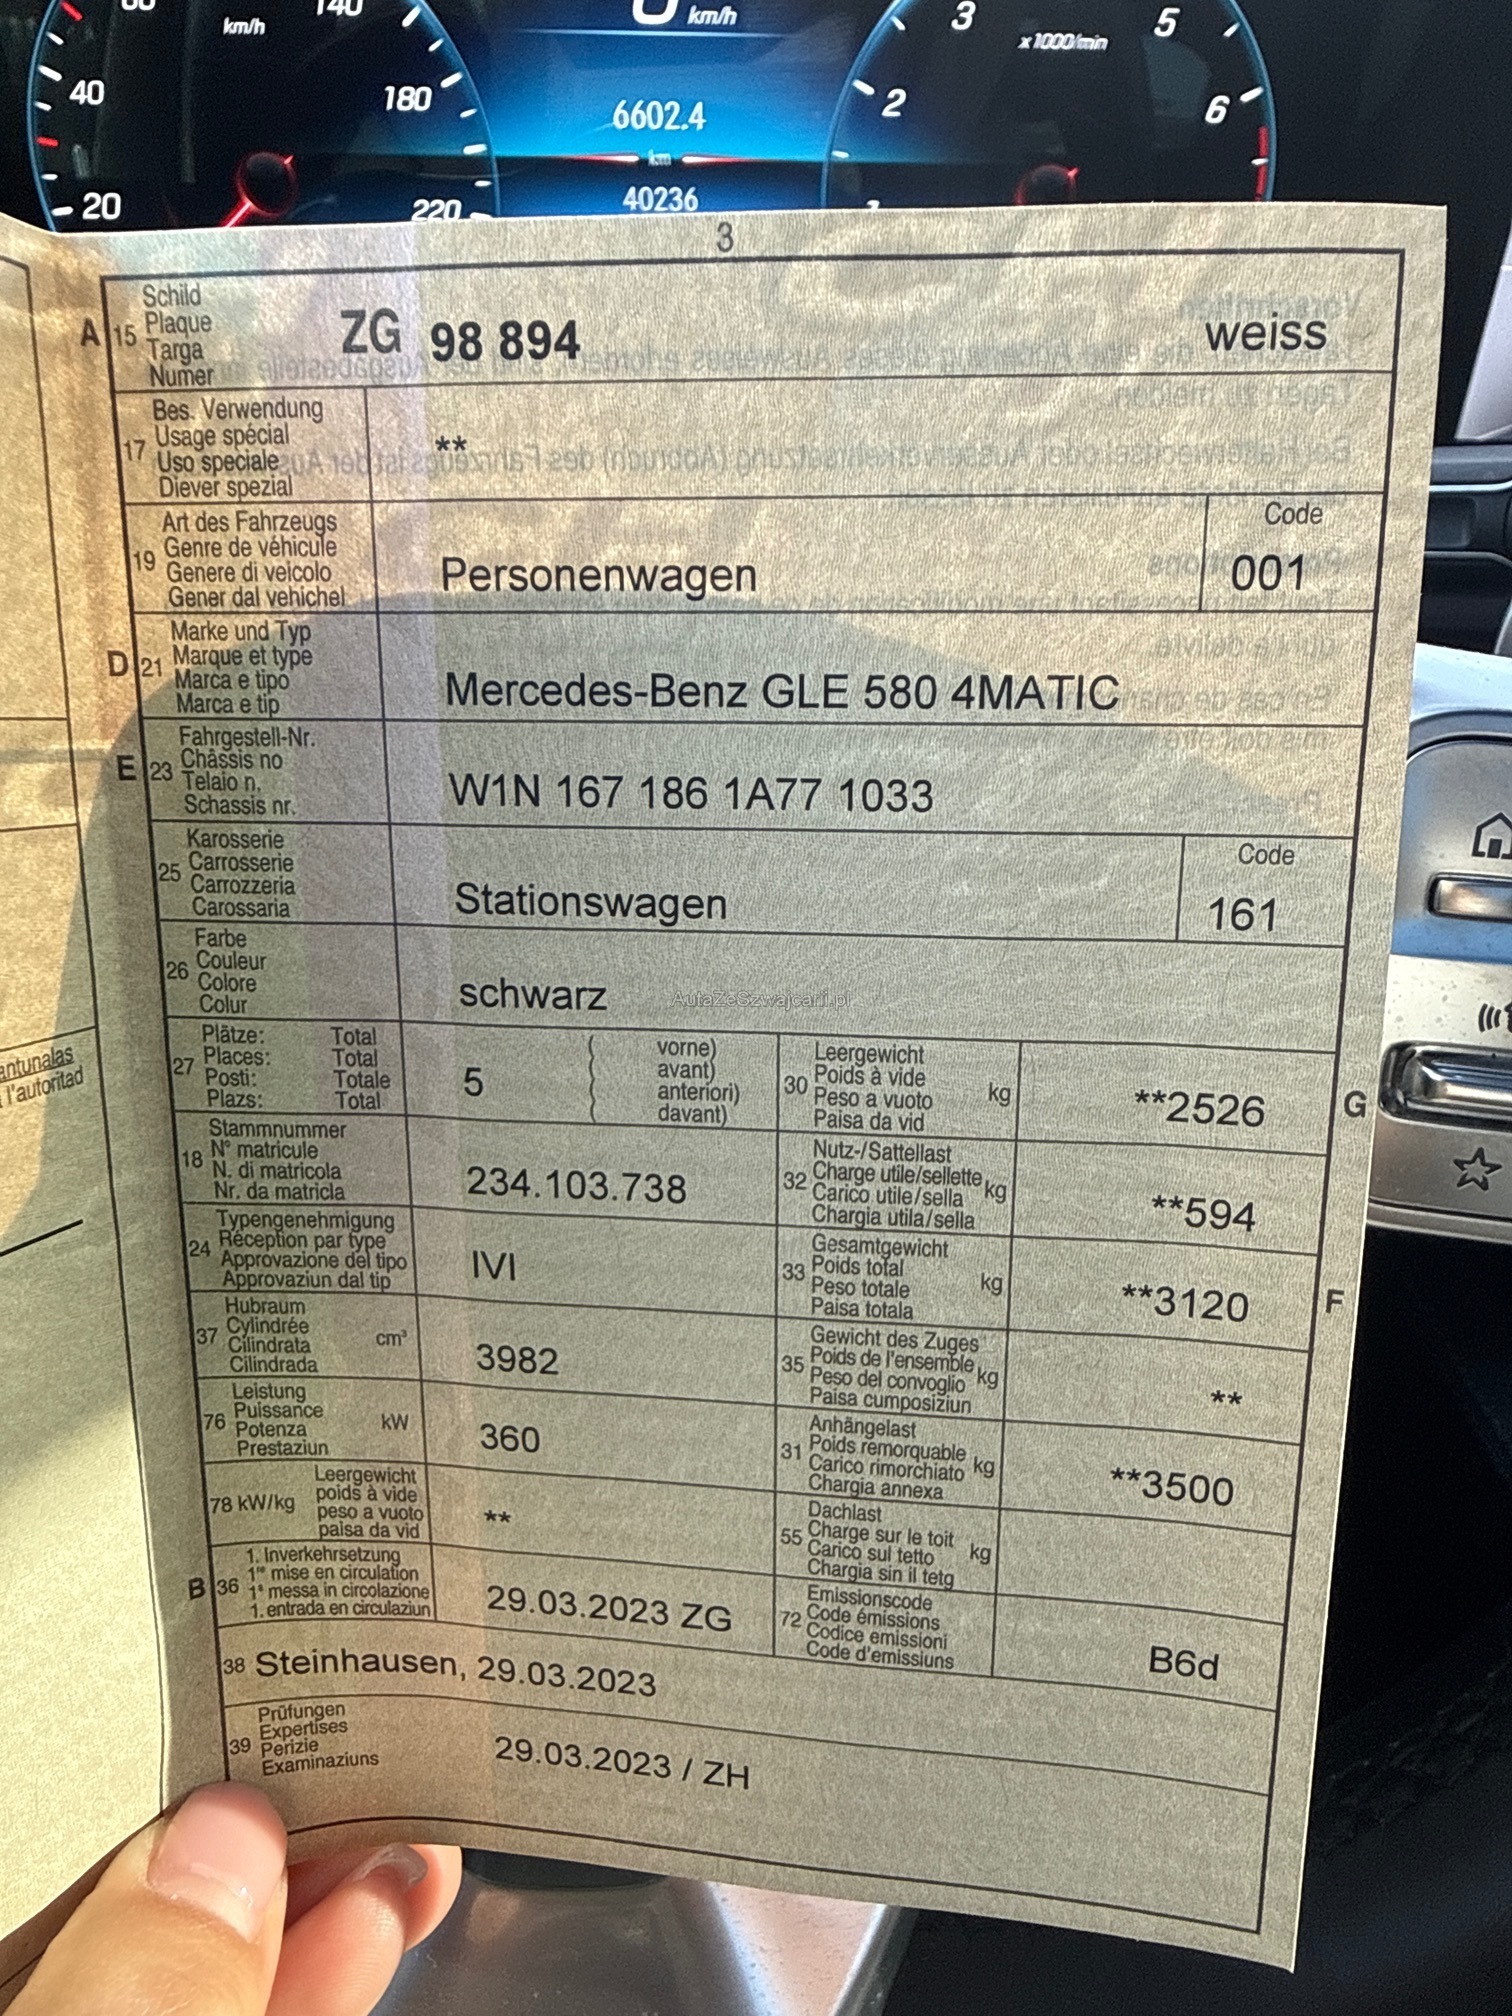 km/h
140
km/h
3
x1000/min
5
40
180
6602.4
2
6
km
20
220
40236
3
A 15 Schild
Plaque
Targa
Numer
ZG 98 894 weiss
17 Bes. Verwendung
Usage spécial
Uso speciale
Diever spezial
**
19 Art des Fahrzeugs
Genre de véhicule
Genere di veicolo
Gener dal vehichel
Personenwagen
Code
001
D 21 Marke und Typ
Marque et type
Marca e tipo
Marca e tip
Mercedes-Benz GLE 580 4MATIC
E 23 Fahrgestell-Nr.
Châssis no
Telaio n.
Schassis nr.
W1N 167 186 1A77 1033
25 Karosserie
Carrosserie
Carrozzeria
Carossaria
Stationswagen
Code
161
26 Farbe
Couleur
Colore
Colur
schwarz
AutaZeSzwajcarii.pl
27 Plätze: Total
Places: Total
Posti: Totale
Plazs: Total
5
( vorne)
( avant)
( anteriori)
( davant)
30 Leergewicht
Poids à vide
Peso a vuoto
Paisa da vid
kg
**2526
G
18 Stammnummer
N° matricule
N. di matricola
Nr. da matricla
234.103.738
32 Nutz-/Sattellast
Charge utile/sellette
Carico utile/sella
Chargia utila/sella
kg
**594
24 Typengenehmigung
Réception par type
Approvazione del tipo
Approvaziun dal tip
IVI
33 Gesamtgewicht
Poids total
Peso totale
Paisa totala
kg
**3120
F
37 Hubraum
Cylindrée
Cilindrata
Cilindrada
cm³
3982
35 Gewicht des Zuges
Poids de l'ensemble
Peso del convoglio
Paisa cumposiziun
kg
**
76 Leistung
Puissance
Potenza
Prestaziun
kW
360
31 Anhängelast
Poids remorquable
Carico rimorchiato
Chargia annexa
kg
**3500
78 kW/kg Leergewicht
poids à vide
peso a vuoto
paisa da vid
**
55 Dachlast
Charge sur le toit
Carico sul tetto
Chargia sin il tetg
kg
B 36 1. Inverkehrsetzung
1re mise en circulation
1a messa in circolazione
1. entrada en circulaziun
29.03.2023 ZG
72 Emissionscode
Code émissions
Codice emissioni
Code d'emissiuns
B6d
38 Steinhausen, 29.03.2023
39 Prüfungen
Expertises
Perizie
Examinaziuns
29.03.2023 / ZH
antunalas
l'autoritad